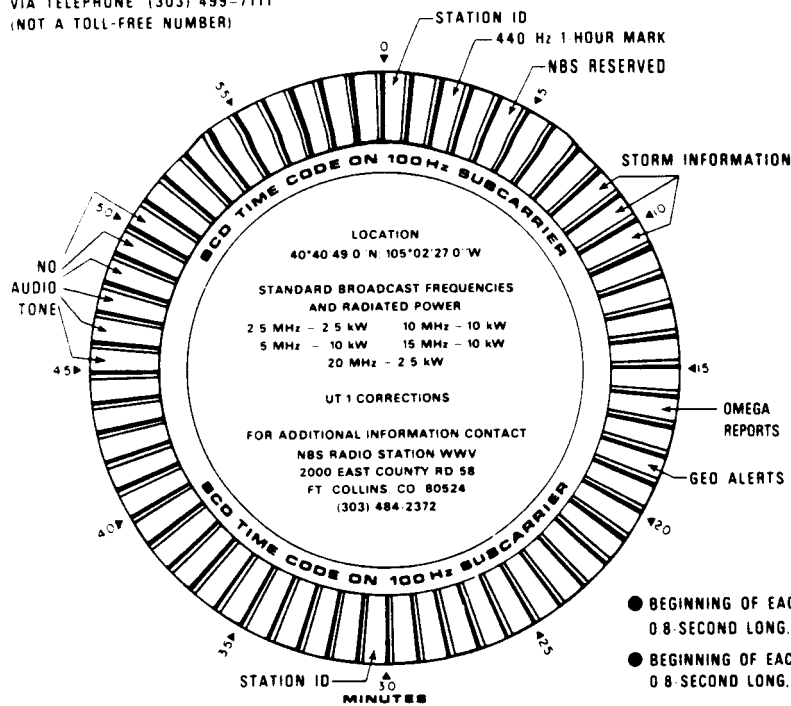 VIA TELEPHONE (303) 499-7111
(NOT A TOLL-FREE NUMBER)
STATION ID
440 Hz 1-HOUR MARK
NBS RESERVED
STORM INFORMATION
0
5
10
15
OMEGA
REPORTS
GEO ALERTS
20
25
30
MINUTES
STATION ID
35
40
45
NO
AUDIO
TONE
50
55
BCD TIME CODE ON 100 Hz SUBCARRIER
LOCATION
40°40'49.0"N; 105°02'27.0"W
STANDARD BROADCAST FREQUENCIES
AND RADIATED POWER
2.5 MHz - 2.5 kW 10 MHz - 10 kW
5 MHz - 10 kW 15 MHz - 10 kW
20 MHz - 2.5 kW
UT 1 CORRECTIONS
FOR ADDITIONAL INFORMATION CONTACT
NBS RADIO STATION WWV
2000 EAST COUNTY RD 58
FT. COLLINS, CO 80524
(303) 484-2372
BCD TIME CODE ON 100 Hz SUBCARRIER
● BEGINNING OF EAC
0.8-SECOND LONG,
● BEGINNING OF EAC
0.8-SECOND LONG,